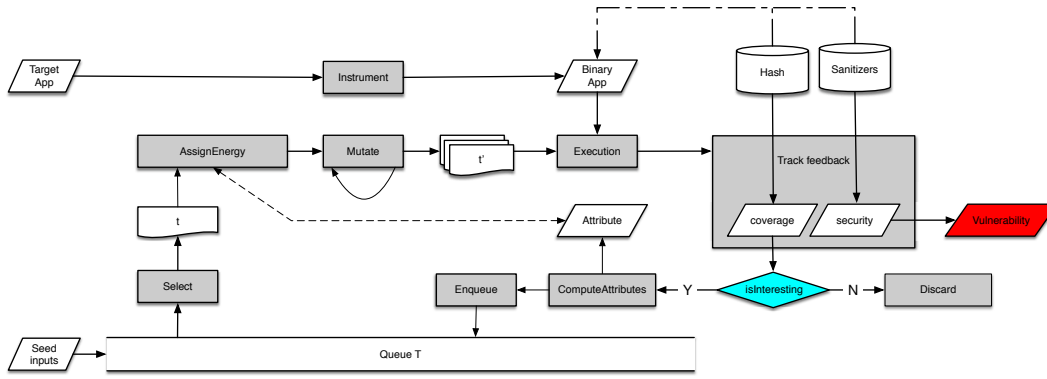 Target
App
Instrument
Binary
App
Hash
Sanitizers
AssignEnergy
Mutate
t'
Execution
Track feedback
t
Attribute
coverage
security
Vulnerability
Select
Enqueue
ComputeAttributes
Y
isInteresting
N
Discard
Seed
inputs
Queue T